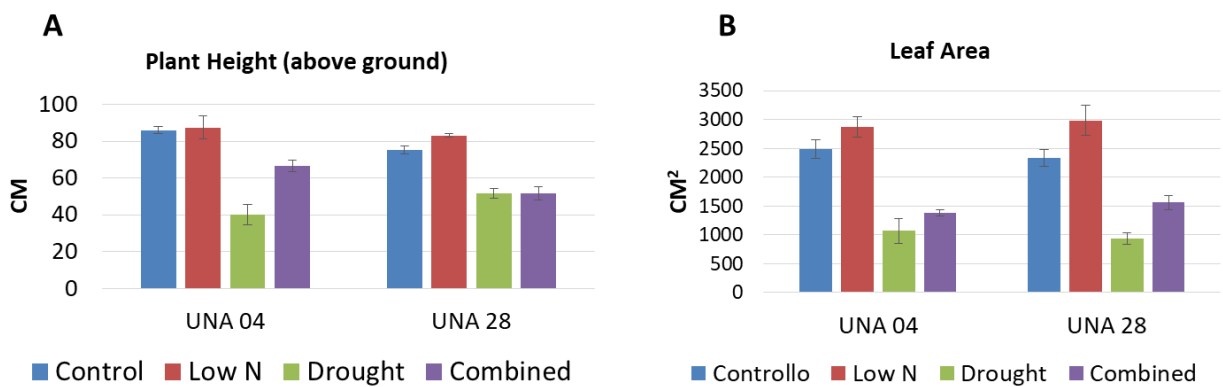 A
Plant Height (above ground)
CM
100
80
60
40
20
0
UNA 04 UNA 28
Control Low N Drought Combined
B
Leaf Area
CM²
3500
3000
2500
2000
1500
1000
500
0
UNA 04 UNA 28
Controllo Low N Drought Combined